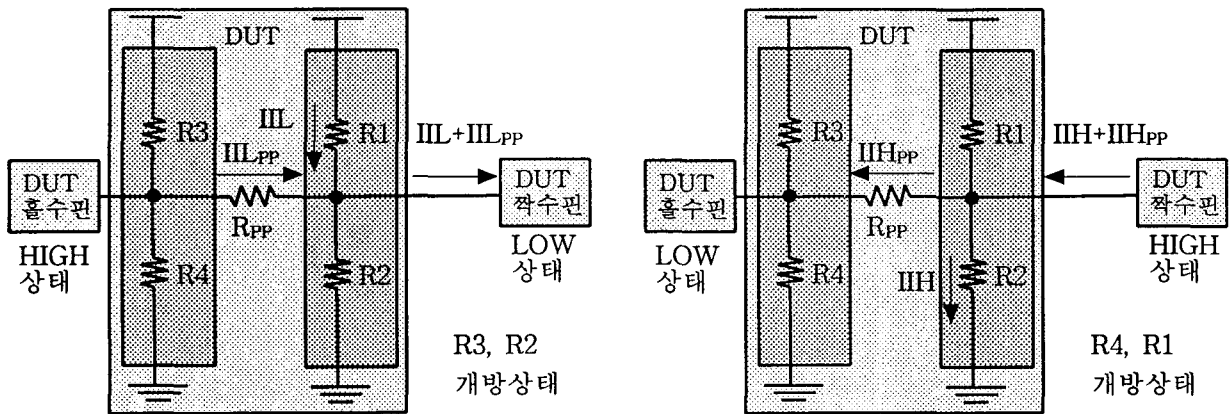 DUT
R3
IIL
R1
IIL+IILPP
IILPP
DUT
홀수핀
RPP
DUT
짝수핀
HIGH
상태
R4
R2
LOW
상태
R3, R2
개방상태
DUT
R3
R1
IIH+IIHPP
IIHPP
DUT
홀수핀
RPP
DUT
짝수핀
LOW
상태
R4
IIH
R2
HIGH
상태
R4, R1
개방상태